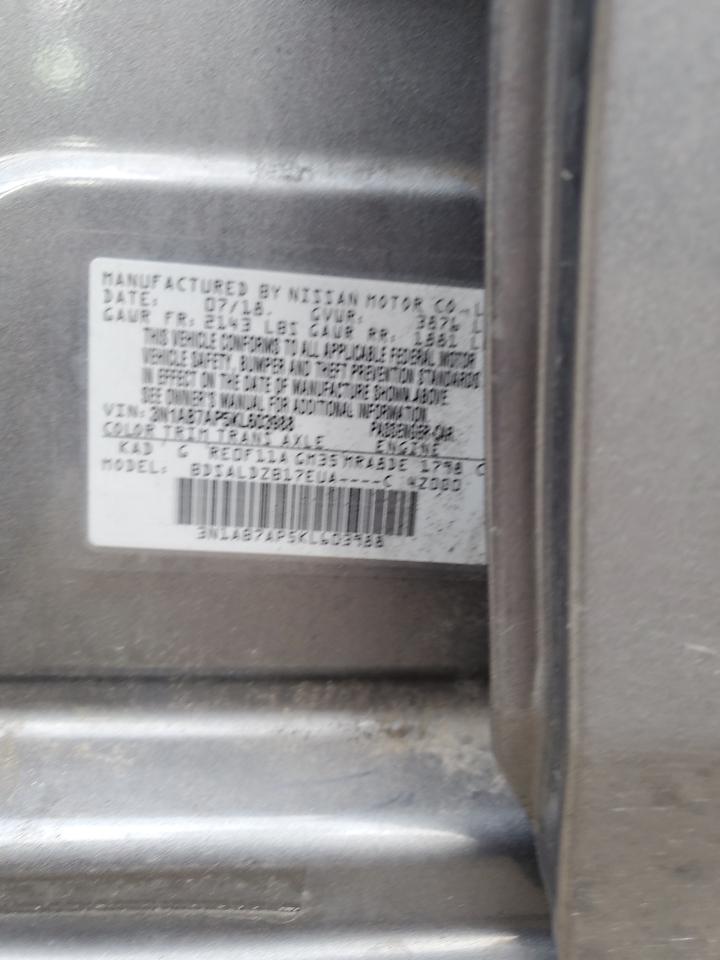 MANUFACTURED BY NISSAN MOTOR CO., L
DATE: 07/18. GVWR: 3876 L
GAWR FR: 2143 LBS GAWR RR: 1881 L
THIS VEHICLE CONFORMS TO ALL APPLICABLE FEDERAL MOTOR
VEHICLE SAFETY, BUMPER AND THEFT PREVENTION STANDARDS
IN EFFECT ON THE DATE OF MANUFACTURE SHOWN ABOVE.
SEE OWNER'S MANUAL FOR ADDITIONAL INFORMATION.
VIN: 3N1AB7AP5KL603988 PASSENGER CAR
COLOR TRIM TRANS AXLE ENGINE
KAD G RE0F11A GM35 MRA8DE 1798 C
MODEL: BDSALDZB17EUA----C 4Z000
3N1AB7AP5KL603988